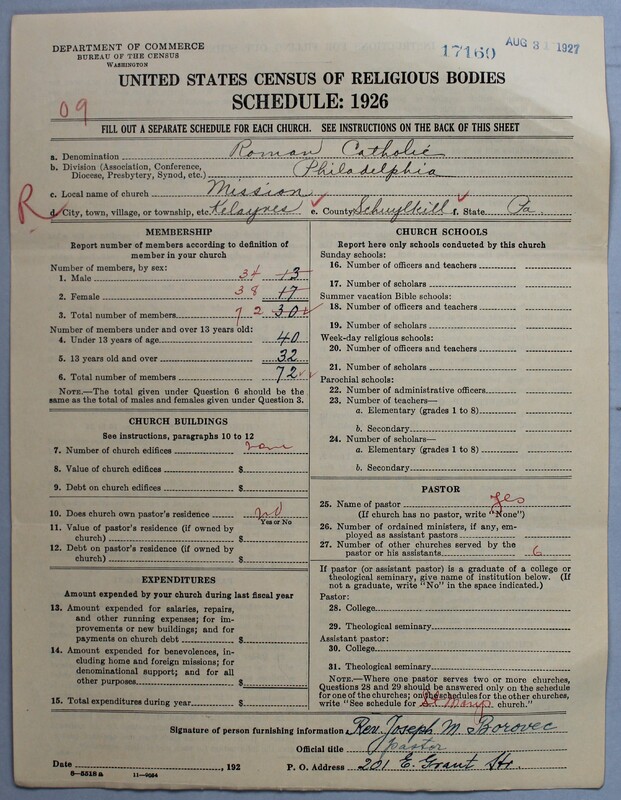 DEPARTMENT OF COMMERCE
BUREAU OF THE CENSUS
WASHINGTON
17160
AUG 31 1927
UNITED STATES CENSUS OF RELIGIOUS BODIES
SCHEDULE: 1926
09
FILL OUT A SEPARATE SCHEDULE FOR EACH CHURCH. SEE INSTRUCTIONS ON THE BACK OF THIS SHEET
a. Denomination Roman Catholic
b. Division (Association, Conference, Diocese, Presbytery, Synod, etc.) Philadelphia
c. Local name of church Mission
R d. City, town, village, or township, etc. Kelayres e. County Schuylkill f. State Pa.
MEMBERSHIP
Report number of members according to definition of
member in your church
Number of members, by sex:
1. Male 34 13
2. Female 38 17
3. Total number of members 72 30
Number of members under and over 13 years old:
4. Under 13 years of age 40
5. 13 years old and over 32
6. Total number of members 72
NOTE.—The total given under Question 6 should be
same as the total of males and females given under Question 3.
CHURCH BUILDINGS
See instructions, paragraphs 10 to 12
7. Number of church edifices none
8. Value of church edifices $
9. Debt on church edifices $
10. Does church own pastor's residence no
Yes or No
11. Value of pastor's residence (if owned by
church) $
12. Debt on pastor's residence (if owned by
church) $
EXPENDITURES
Amount expended by your church during last fiscal year
13. Amount expended for salaries, repairs,
and other running expenses; for im-
provements or new buildings; and for
payments on church debt $
14. Amount expended for benevolences, in-
cluding home and foreign missions; for
denominational support; and for all
other purposes $
15. Total expenditures during year $
CHURCH SCHOOLS
Report here only schools conducted by this church
Sunday schools:
16. Number of officers and teachers
17. Number of scholars
Summer vacation Bible schools:
18. Number of officers and teachers
19. Number of scholars
Week-day religious schools:
20. Number of officers and teachers
21. Number of scholars
Parochial schools:
22. Number of administrative officers
23. Number of teachers—
a. Elementary (grades 1 to 8)
b. Secondary
24. Number of scholars—
a. Elementary (grades 1 to 8)
b. Secondary
PASTOR
25. Name of pastor yes
(If church has no pastor, write "None")
26. Number of ordained ministers, if any, em-
ployed as assistant pastors
27. Number of other churches served by the
pastor or his assistants 6
If pastor (or assistant pastor) is a graduate of a college or
theological seminary, give name of institution below. (If
not a graduate, write "No" in the space indicated.)
Pastor:
28. College
29. Theological seminary
Assistant pastor:
30. College
31. Theological seminary
NOTE.—Where one pastor serves two or more churches,
Questions 28 and 29 should be answered only on the schedule
for one of the churches; on the schedules for the other churches,
write "See schedule for St Marys church."
Signature of person furnishing information Rev. Joseph M. Borovec
Official title Pastor
Date , 192 P. O. Address 201 E. Grant Str.
8-5518 a 11-9054